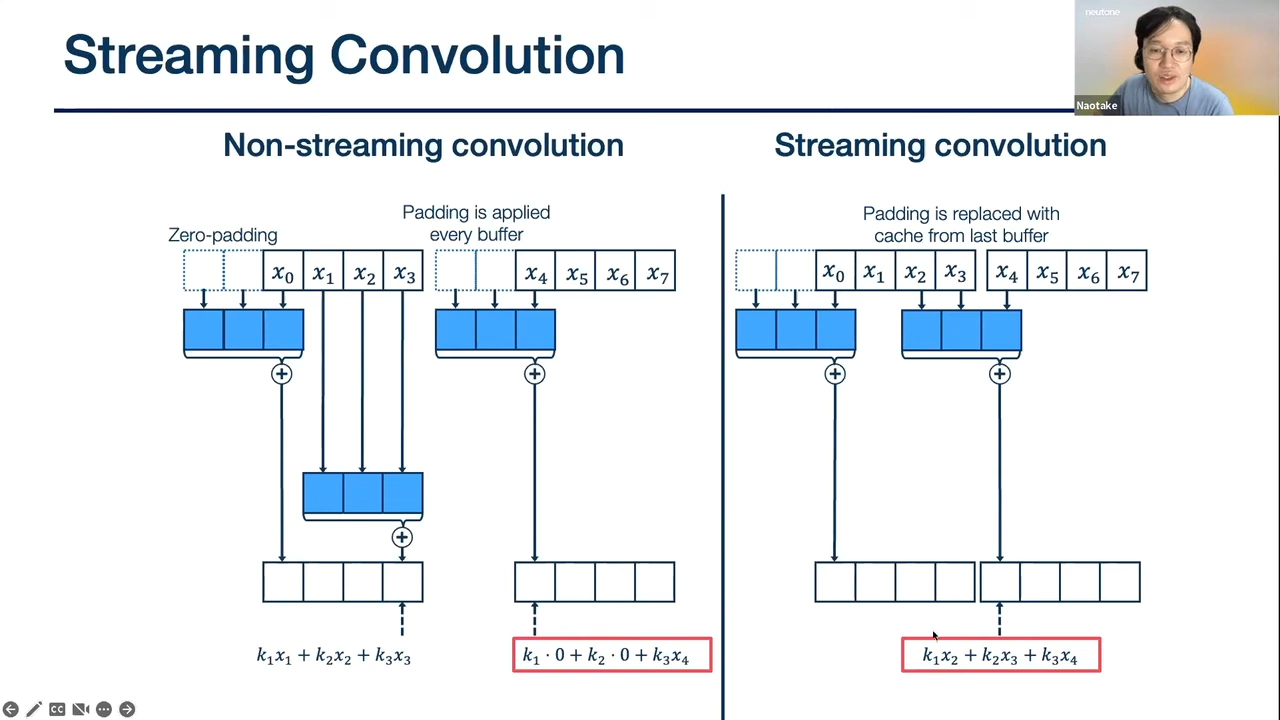 Streaming Convolution
neutone
Naotake
Non-streaming convolution
Streaming convolution
Zero-padding
Padding is applied
every buffer
Padding is replaced with
cache from last buffer
x₀ x₁ x₂ x₃
x₄ x₅ x₆ x₇
x₀ x₁ x₂ x₃
x₄ x₅ x₆ x₇
+
+
+
+
+
k₁x₁ + k₂x₂ + k₃x₃
k₁ · 0 + k₂ · 0 + k₃x₄
k₁x₂ + k₂x₃ + k₃x₄
CC